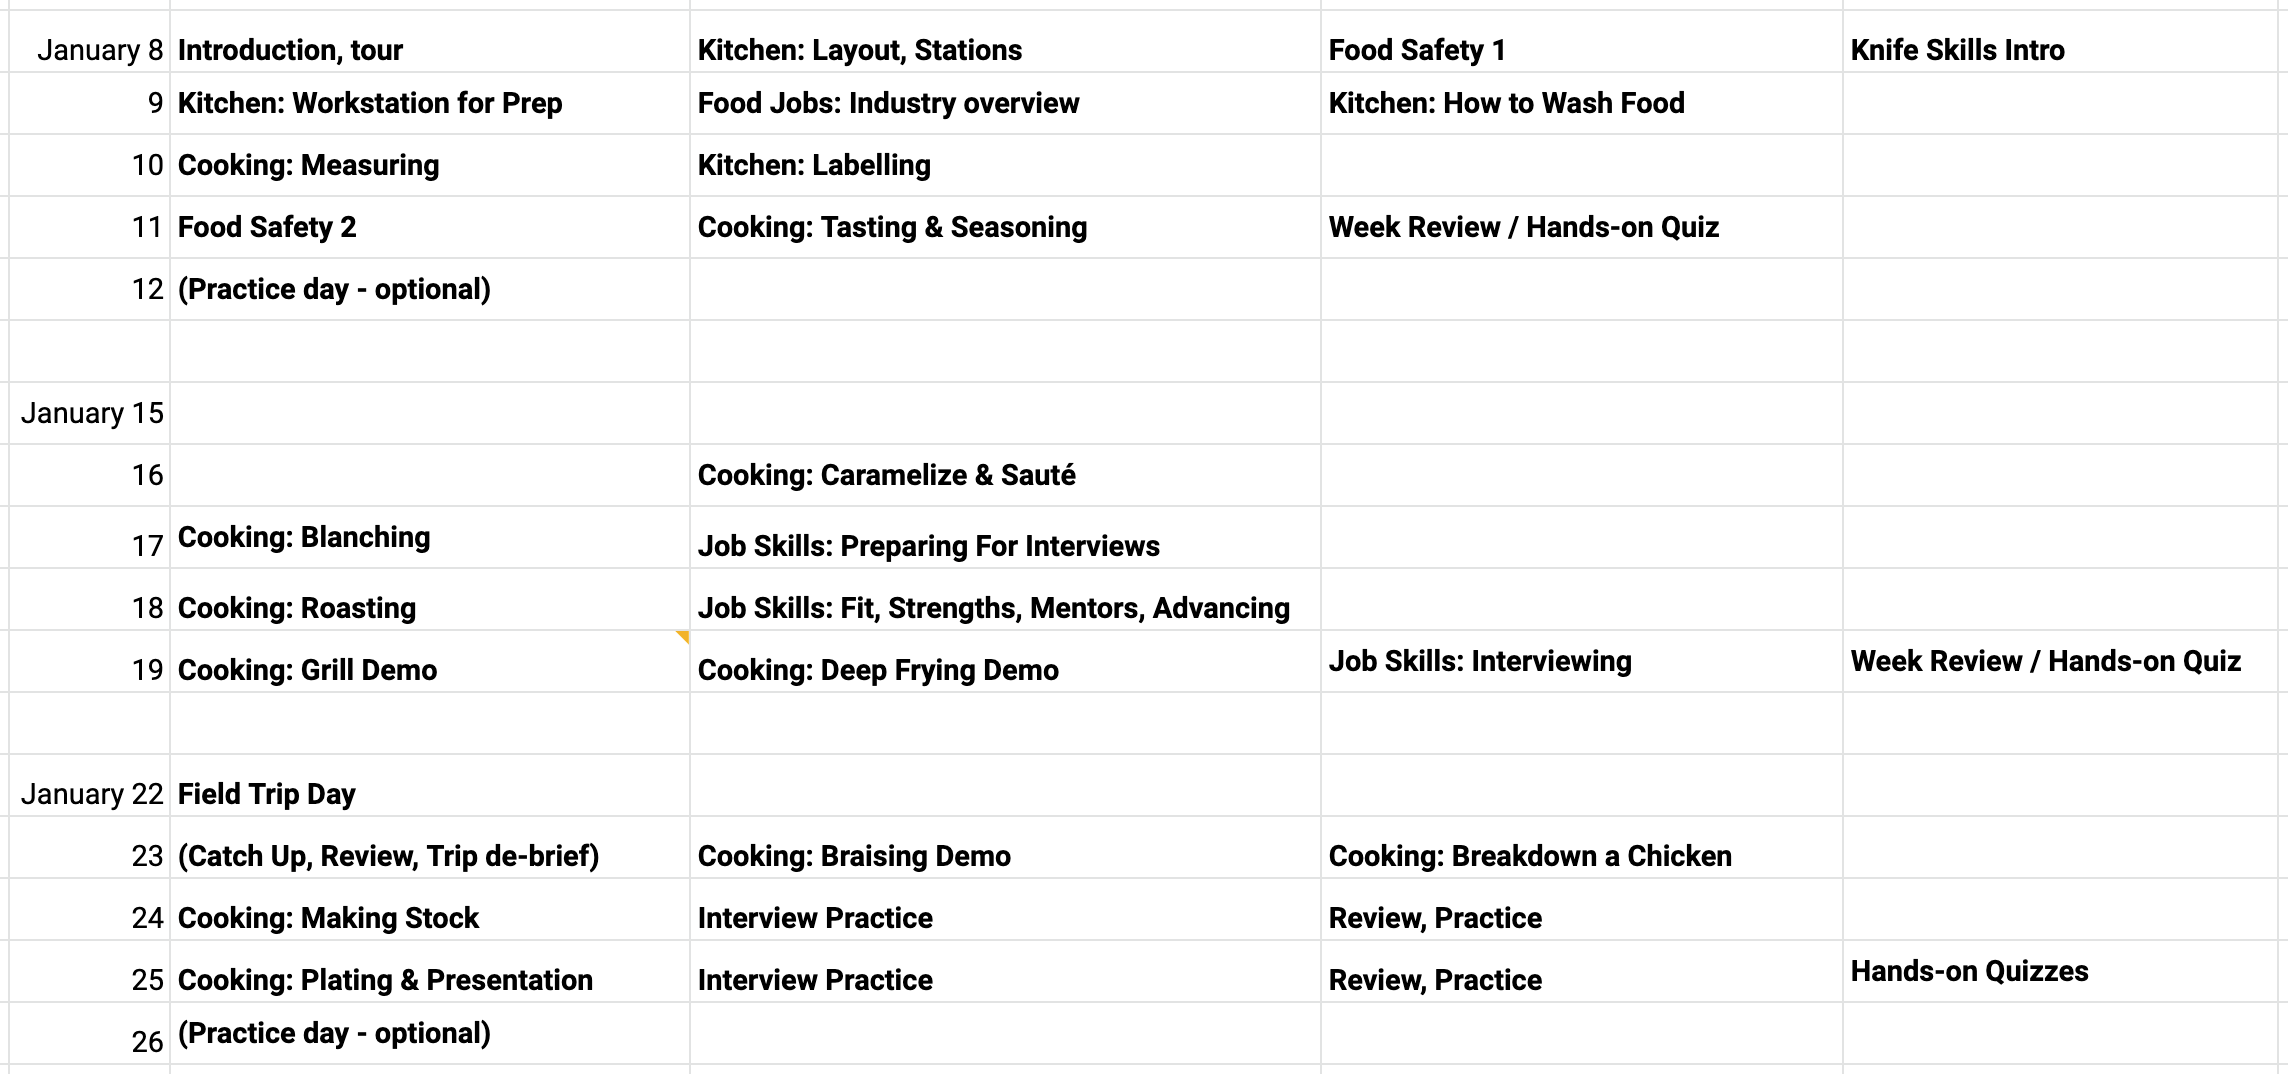 January 8 Introduction, tour Kitchen: Layout, Stations Food Safety 1 Knife Skills Intro
9 Kitchen: Workstation for Prep Food Jobs: Industry overview Kitchen: How to Wash Food
10 Cooking: Measuring Kitchen: Labelling
11 Food Safety 2 Cooking: Tasting & Seasoning Week Review / Hands-on Quiz
12 (Practice day - optional)
January 15
16 Cooking: Caramelize & Sauté
17 Cooking: Blanching Job Skills: Preparing For Interviews
18 Cooking: Roasting Job Skills: Fit, Strengths, Mentors, Advancing
19 Cooking: Grill Demo Cooking: Deep Frying Demo Job Skills: Interviewing Week Review / Hands-on Quiz
January 22 Field Trip Day
23 (Catch Up, Review, Trip de-brief) Cooking: Braising Demo Cooking: Breakdown a Chicken
24 Cooking: Making Stock Interview Practice Review, Practice
25 Cooking: Plating & Presentation Interview Practice Review, Practice Hands-on Quizzes
26 (Practice day - optional)